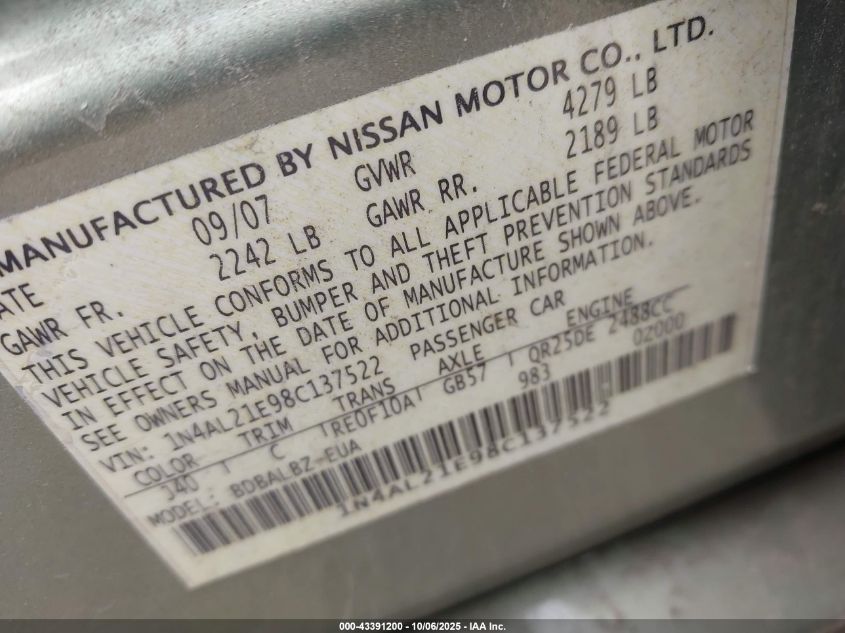 MANUFACTURED BY NISSAN MOTOR CO., LTD.
ATE 09/07 GVWR 4279 LB
GAWR FR. 2242 LB GAWR RR. 2189 LB
THIS VEHICLE CONFORMS TO ALL APPLICABLE FEDERAL MOTOR
VEHICLE SAFETY, BUMPER AND THEFT PREVENTION STANDARDS
IN EFFECT ON THE DATE OF MANUFACTURE SHOWN ABOVE.
SEE OWNERS MANUAL FOR ADDITIONAL INFORMATION.
VIN: 1N4AL21E98C137522 PASSENGER CAR
COLOR TRIM TRANS AXLE ENGINE
J40 C RE0F10A GB57 QR25DE 2488CC
MODEL: BDBALBZ-EUA 983 02000
1N4AL21E98C137522
000-43391200 - 10/06/2025 - IAA Inc.